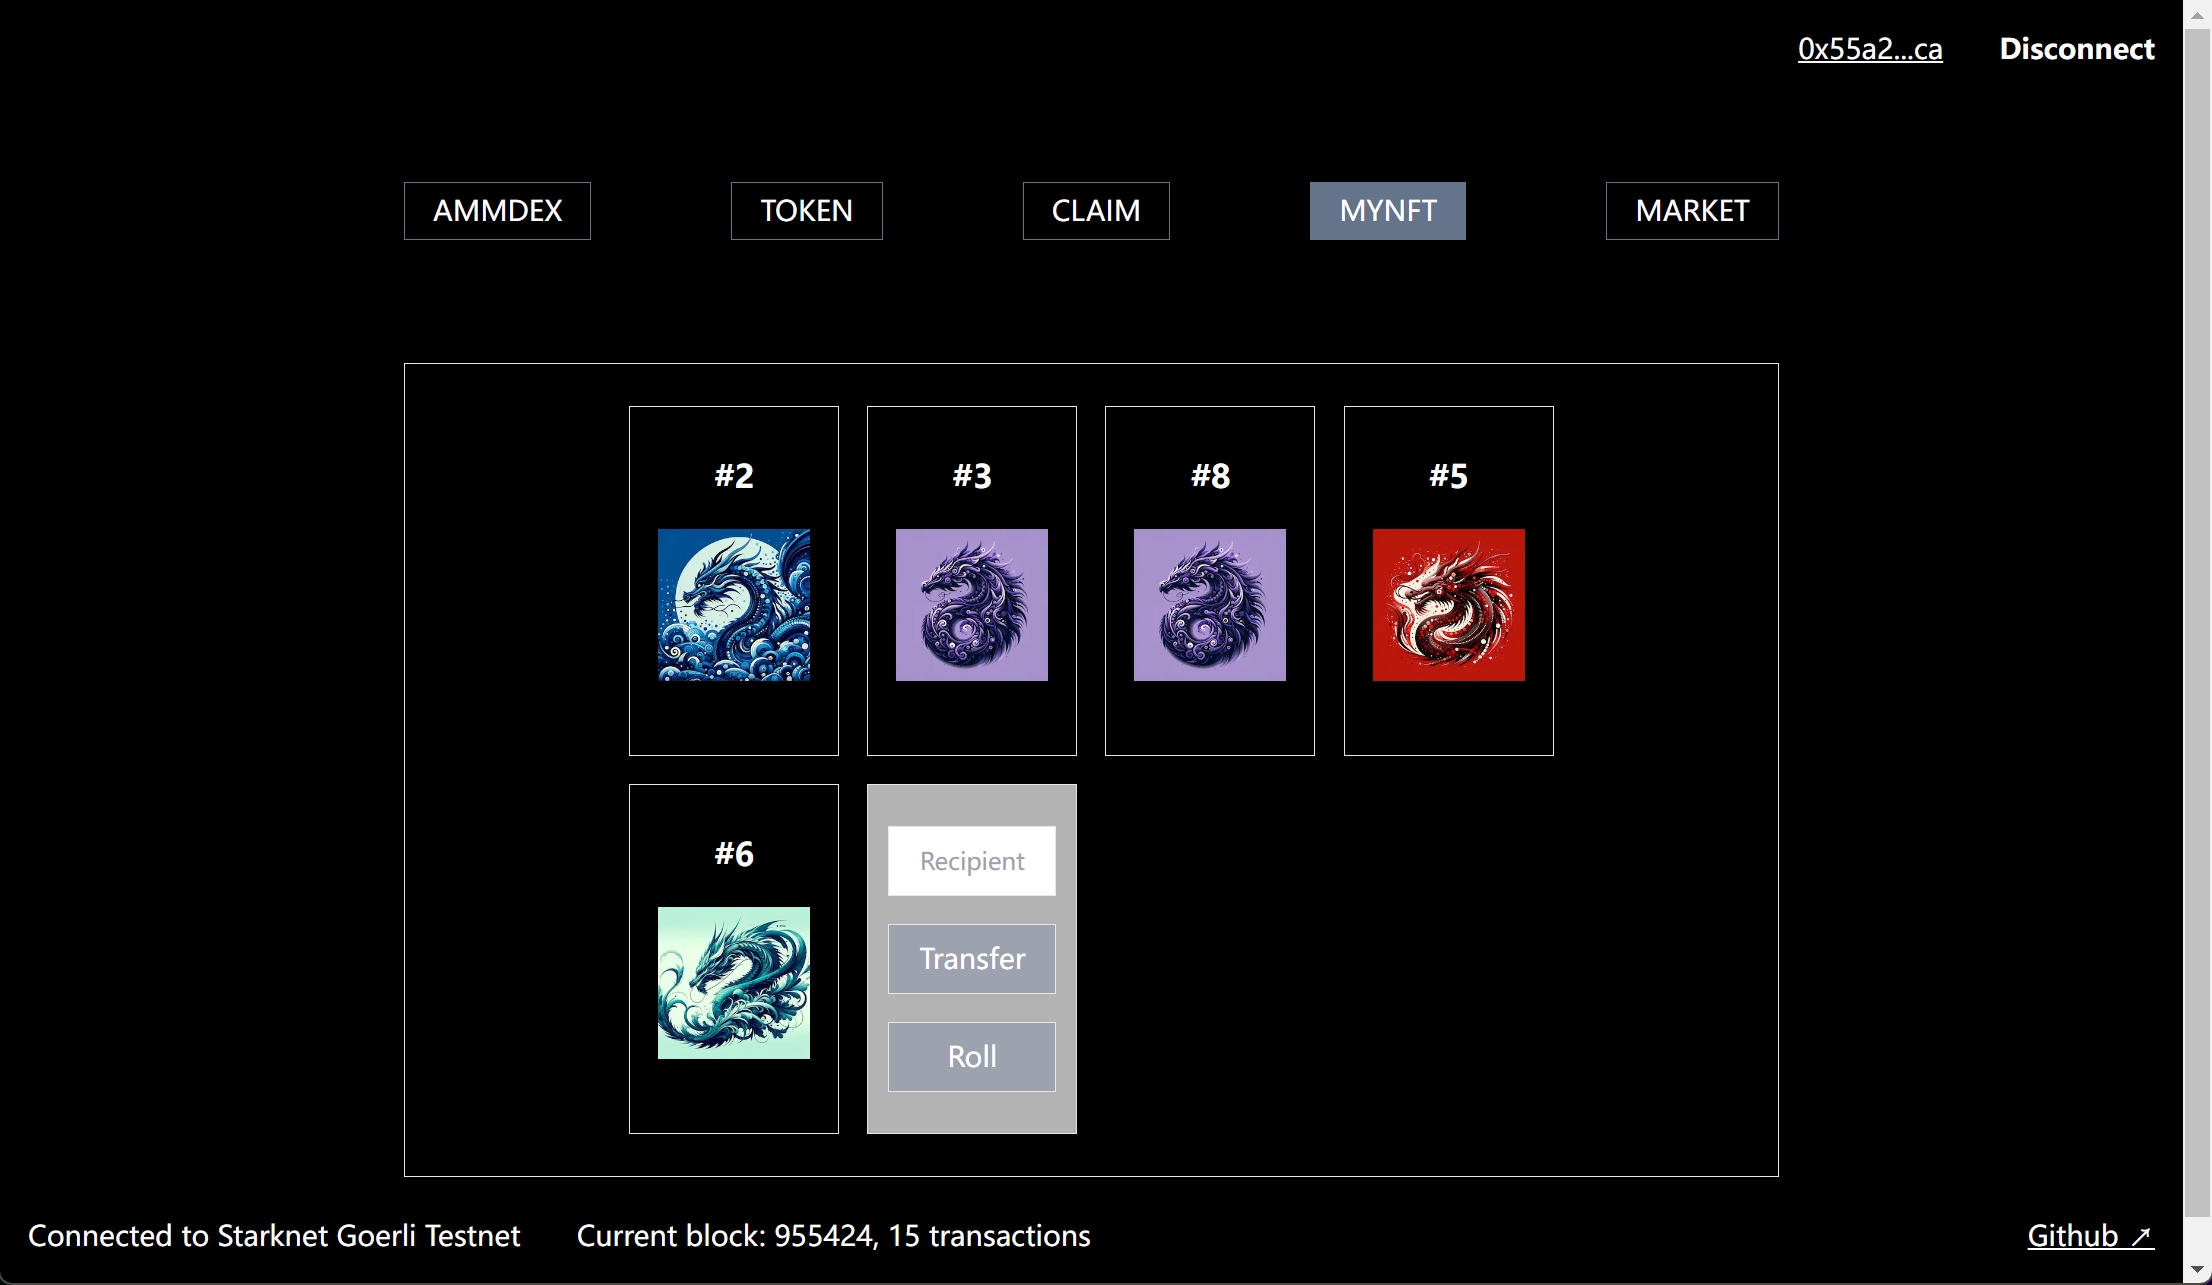 0x55a2...ca Disconnect
AMMDEX TOKEN CLAIM MYNFT MARKET
#2 #3 #8 #5
#6
Recipient
Transfer
Roll
Connected to Starknet Goerli Testnet Current block: 955424, 15 transactions Github ↗